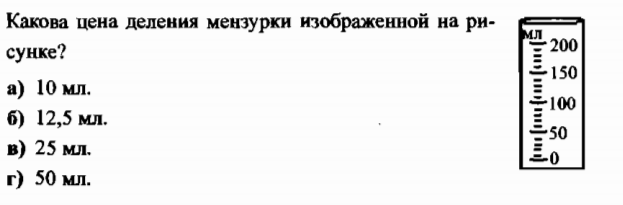 Какова цена деления мензурки изображенной на ри-
сунке?
а) 10 мл.
б) 12,5 мл.
в) 25 мл.
г) 50 мл.
мл
200
150
100
50
0